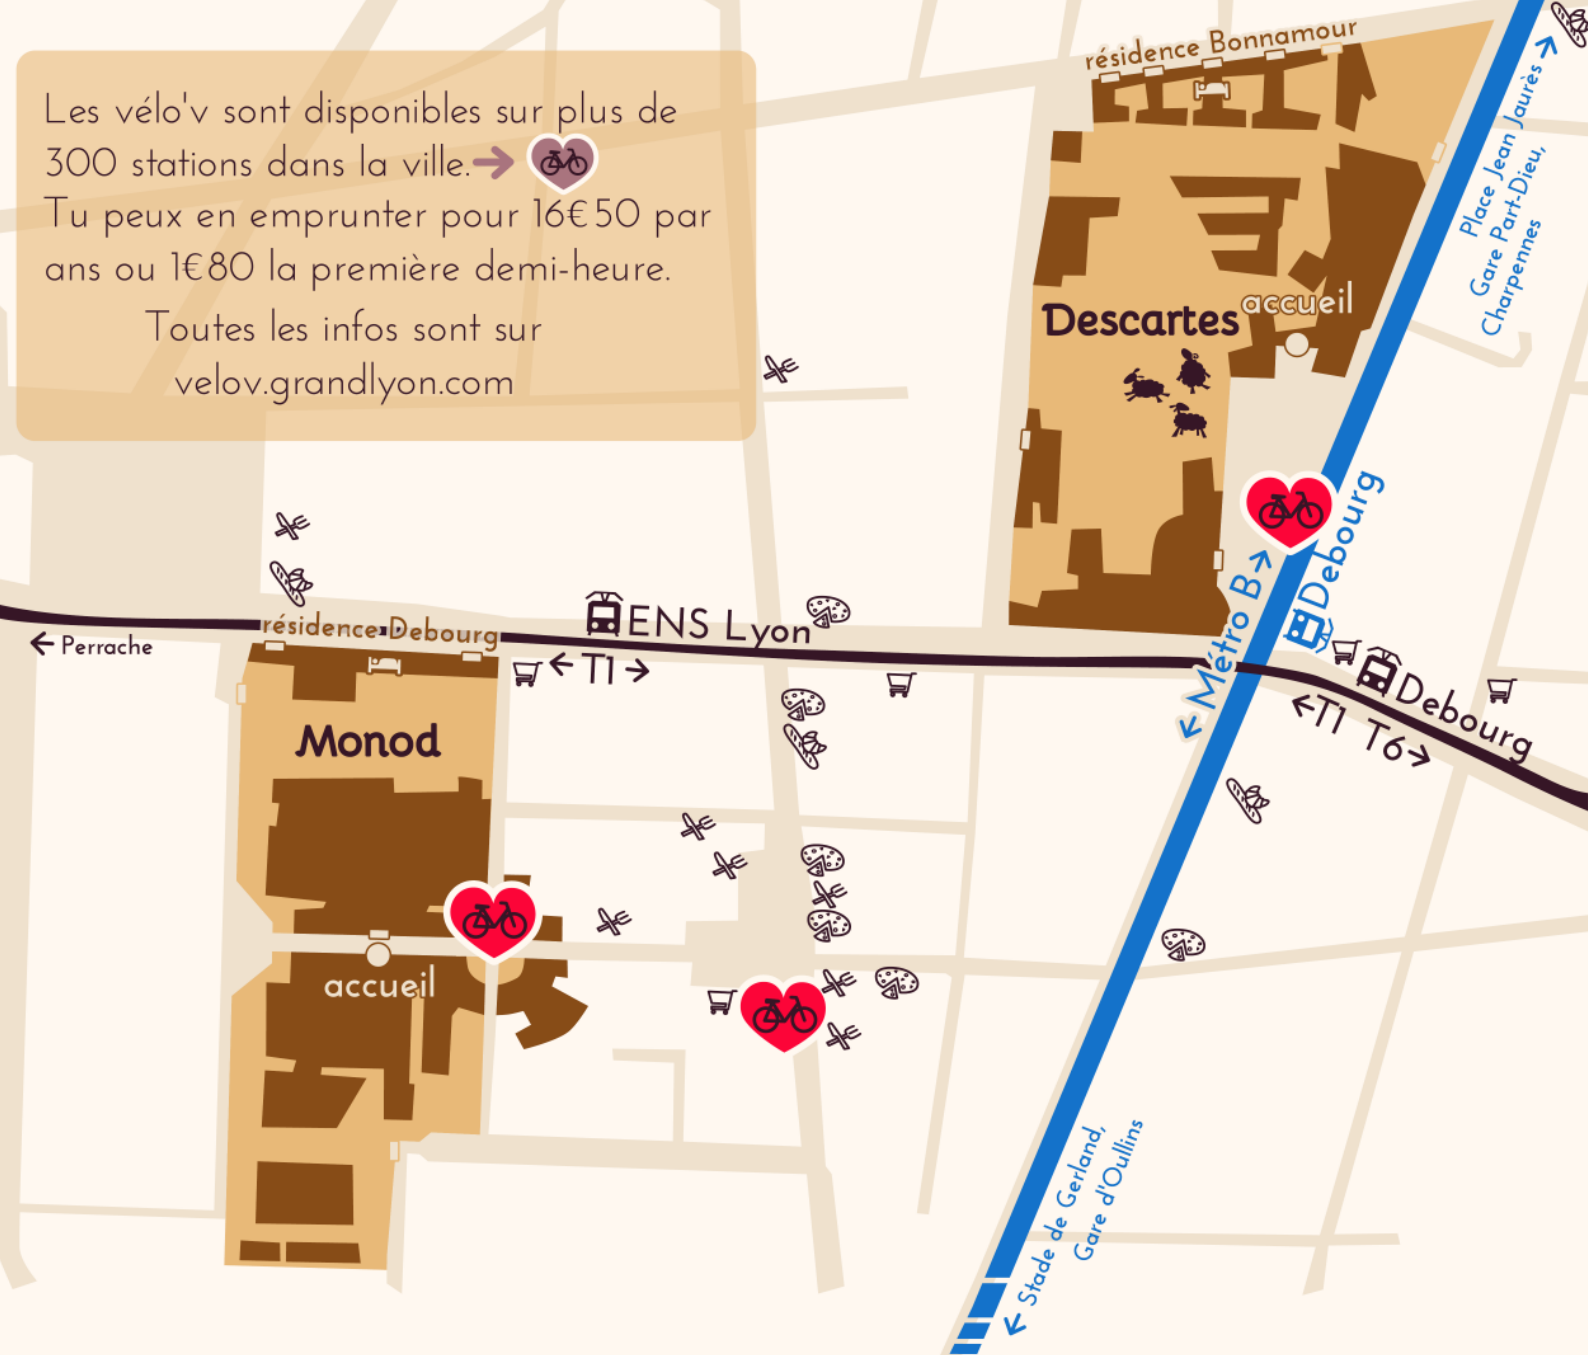 Les vélo'v sont disponibles sur plus de
300 stations dans la ville.
Tu peux en emprunter pour 16€50 par
ans ou 1€80 la première demi-heure.
Toutes les infos sont sur
velov.grandlyon.com
résidence Bonnamour
Place Jean Jaurès
Gare Part-Dieu,
Charpennes
Descartes
accueil
Debourg
Métro B
résidence Debourg
ENS Lyon
← Perrache
← T1 →
←T1 T6→
Debourg
Monod
accueil
Stade de Gerland,
Gare d'Oullins